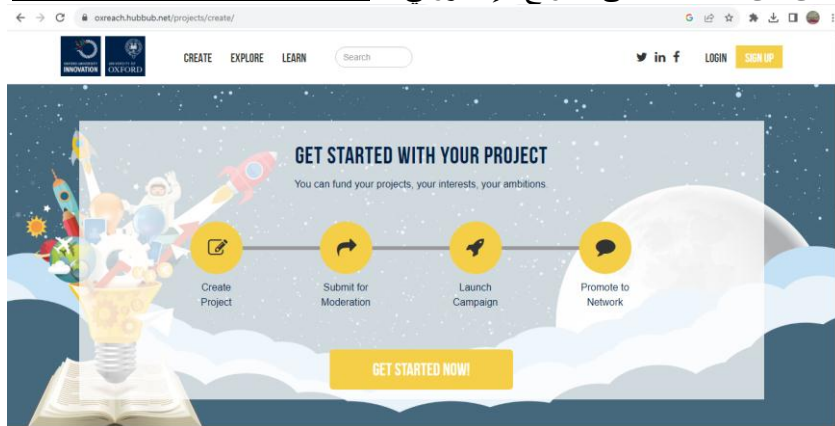 oxreach.hubbub.net/projects/create/
INNOVATION
OXFORD
CREATE EXPLORE LEARN Search LOGIN SIGN UP
GET STARTED WITH YOUR PROJECT
You can fund your projects, your interests, your ambitions.
Create
Project
Submit for
Moderation
Launch
Campaign
Promote to
Network
GET STARTED NOW!